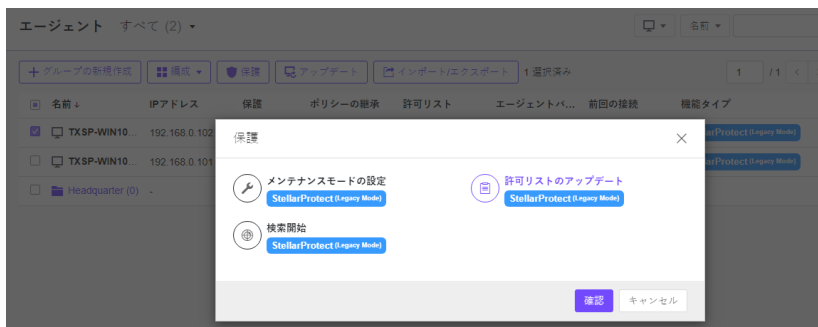 エージェント すべて (2)
名前
グループの新規作成 編成 保護 アップデート インポート/エクスポート 1 選択済み 1 /1
名前↓ IPアドレス 保護 ポリシーの継承 許可リスト エージェントバ... 前回の接続 機能タイプ
TXSP-WIN10... 192.168.0.102 llarProtect (Legacy Mode)
TXSP-WIN10... 192.168.0.101 larProtect (Legacy Mode)
Headquarter (0) -
保護
メンテナンスモードの設定
StellarProtect (Legacy Mode)
許可リストのアップデート
StellarProtect (Legacy Mode)
検索開始
StellarProtect (Legacy Mode)
確認 キャンセル